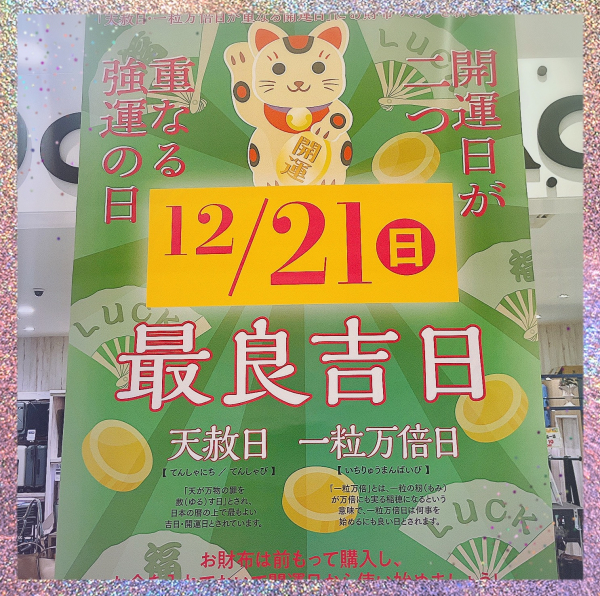 開運日が
二つ
重なる
強運の日
開運
12/21日
最良吉日
天赦日 一粒万倍日
【 てんしゃにち / てんしゃび 】 【 いちりゅうまんばいび 】
「天が万物の罪を
赦(ゆる)す日」とされ、
日本の暦の上で最もよい
吉日・開運日とされています。
「一粒万倍」とは、一粒の籾(もみ)
が万倍にも実る稲穂になるという
意味で、一粒万倍日は何事を
始めるにも良い日とされます。
LUCK
LUCK
LUCK
LUCK
福
福
お財布は前もって購入し、